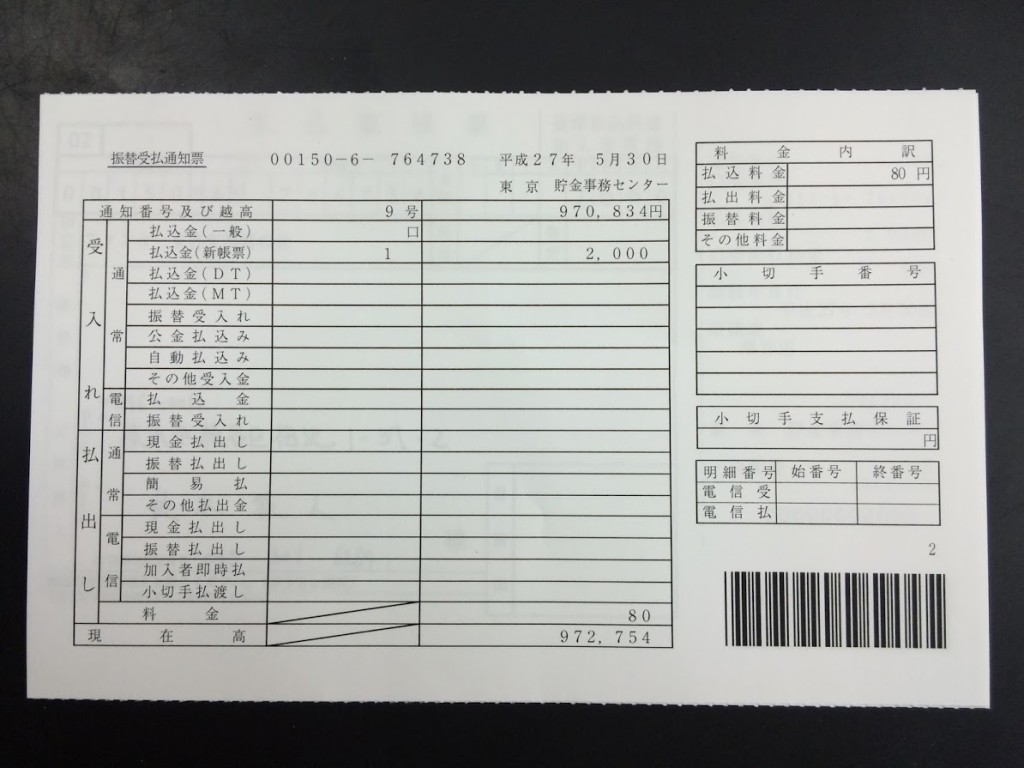 振替受払通知票 00150-6- 764738 平成27年 5月30日
東京 貯金事務センター
通知番号及び越高 9号 970,834円
受入れ
通常
払込金(一般) 口
払込金(新帳票) 1 2,000
払込金(DT)
払込金(MT)
振替受入れ
公金払込み
自動払込み
その他受入金
電信
払込金
振替受入れ
払出し
通常
現金払出し
振替払出し
簡易払
その他払出金
電信
現金払出し
振替払出し
加入者即時払
小切手払渡し
料金 80
現在高 972,754
料金内訳
払込料金 80円
払出料金
振替料金
その他料金
小切手番号
小切手支払保証
円
明細番号 始番号 終番号
電信受
電信払
2